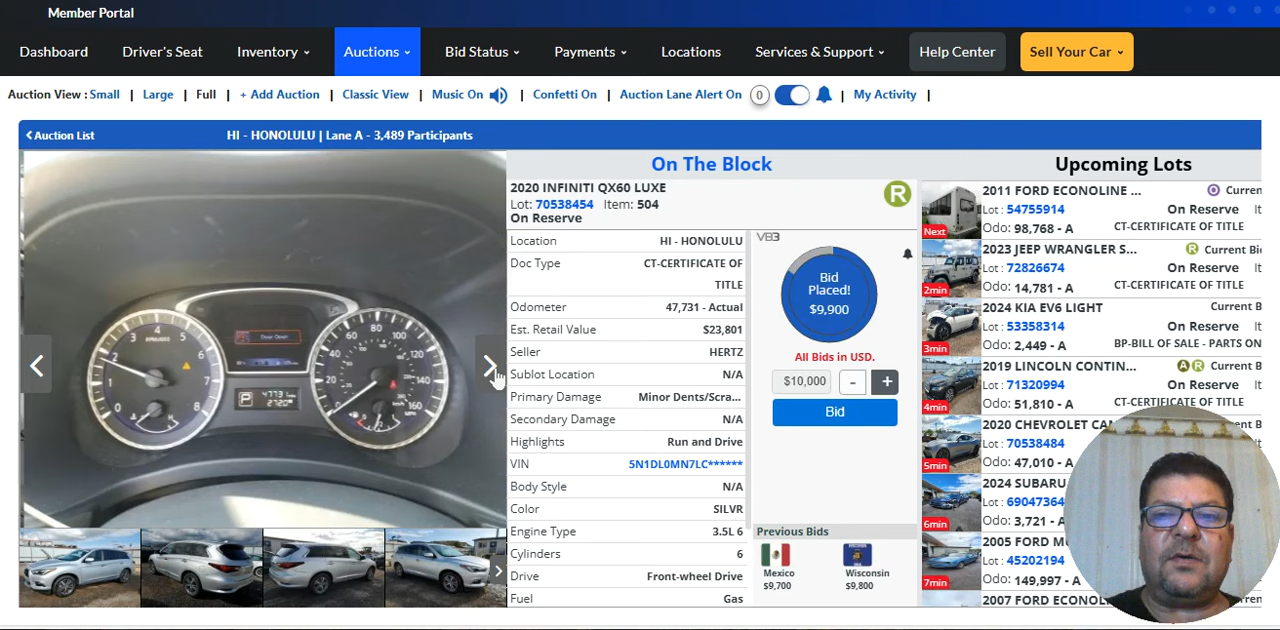 Member Portal
Dashboard Driver's Seat Inventory Auctions Bid Status Payments Locations Services & Support Help Center Sell Your Car
Auction View : Small | Large | Full | + Add Auction | Classic View | Music On | Confetti On | Auction Lane Alert On 0 | My Activity |
Auction List HI - HONOLULU | Lane A - 3,489 Participants
On The Block
2020 INFINITI QX60 LUXE
Lot: 70538454 Item: 504
On Reserve
R
Location HI - HONOLULU
Doc Type CT-CERTIFICATE OF
TITLE
Odometer 47,731 - Actual
Est. Retail Value $23,801
Seller HERTZ
Sublot Location N/A
Primary Damage Minor Dents/Scra...
Secondary Damage N/A
Highlights Run and Drive
VIN 5N1DL0MN7LC******
Body Style N/A
Color SILVR
Engine Type 3.5L 6
Cylinders 6
Drive Front-wheel Drive
Fuel Gas
VB3
Bid
Placed!
$9,900
All Bids in USD.
$10,000 - +
Bid
Previous Bids
Mexico
$9,700
Wisconsin
$9,800
Upcoming Lots
2011 FORD ECONOLINE ... Curren
Lot : 54755914 On Reserve It
Odo: 98,768 - A CT-CERTIFICATE OF TITLE
Next
2023 JEEP WRANGLER S... R Current Bi
Lot : 72826674 On Reserve It
Odo: 14,781 - A CT-CERTIFICATE OF TITLE
2min
2024 KIA EV6 LIGHT Current B
Lot : 53358314 On Reserve It
Odo: 2,449 - A BP-BILL OF SALE - PARTS ON
3min
2019 LINCOLN CONTIN... A R Current B
Lot : 71320994 On Reserve It
Odo: 51,810 - A CT-CERTIFICATE OF TITLE
4min
2020 CHEVROLET CA
Lot : 70538484
Odo: 47,010 - A
5min
2024 SUBARU
Lot : 69047364
Odo: 3,721 - A
6min
2005 FORD M
Lot : 45202194
Odo: 149,997 - A
7min
2007 FORD ECONOL